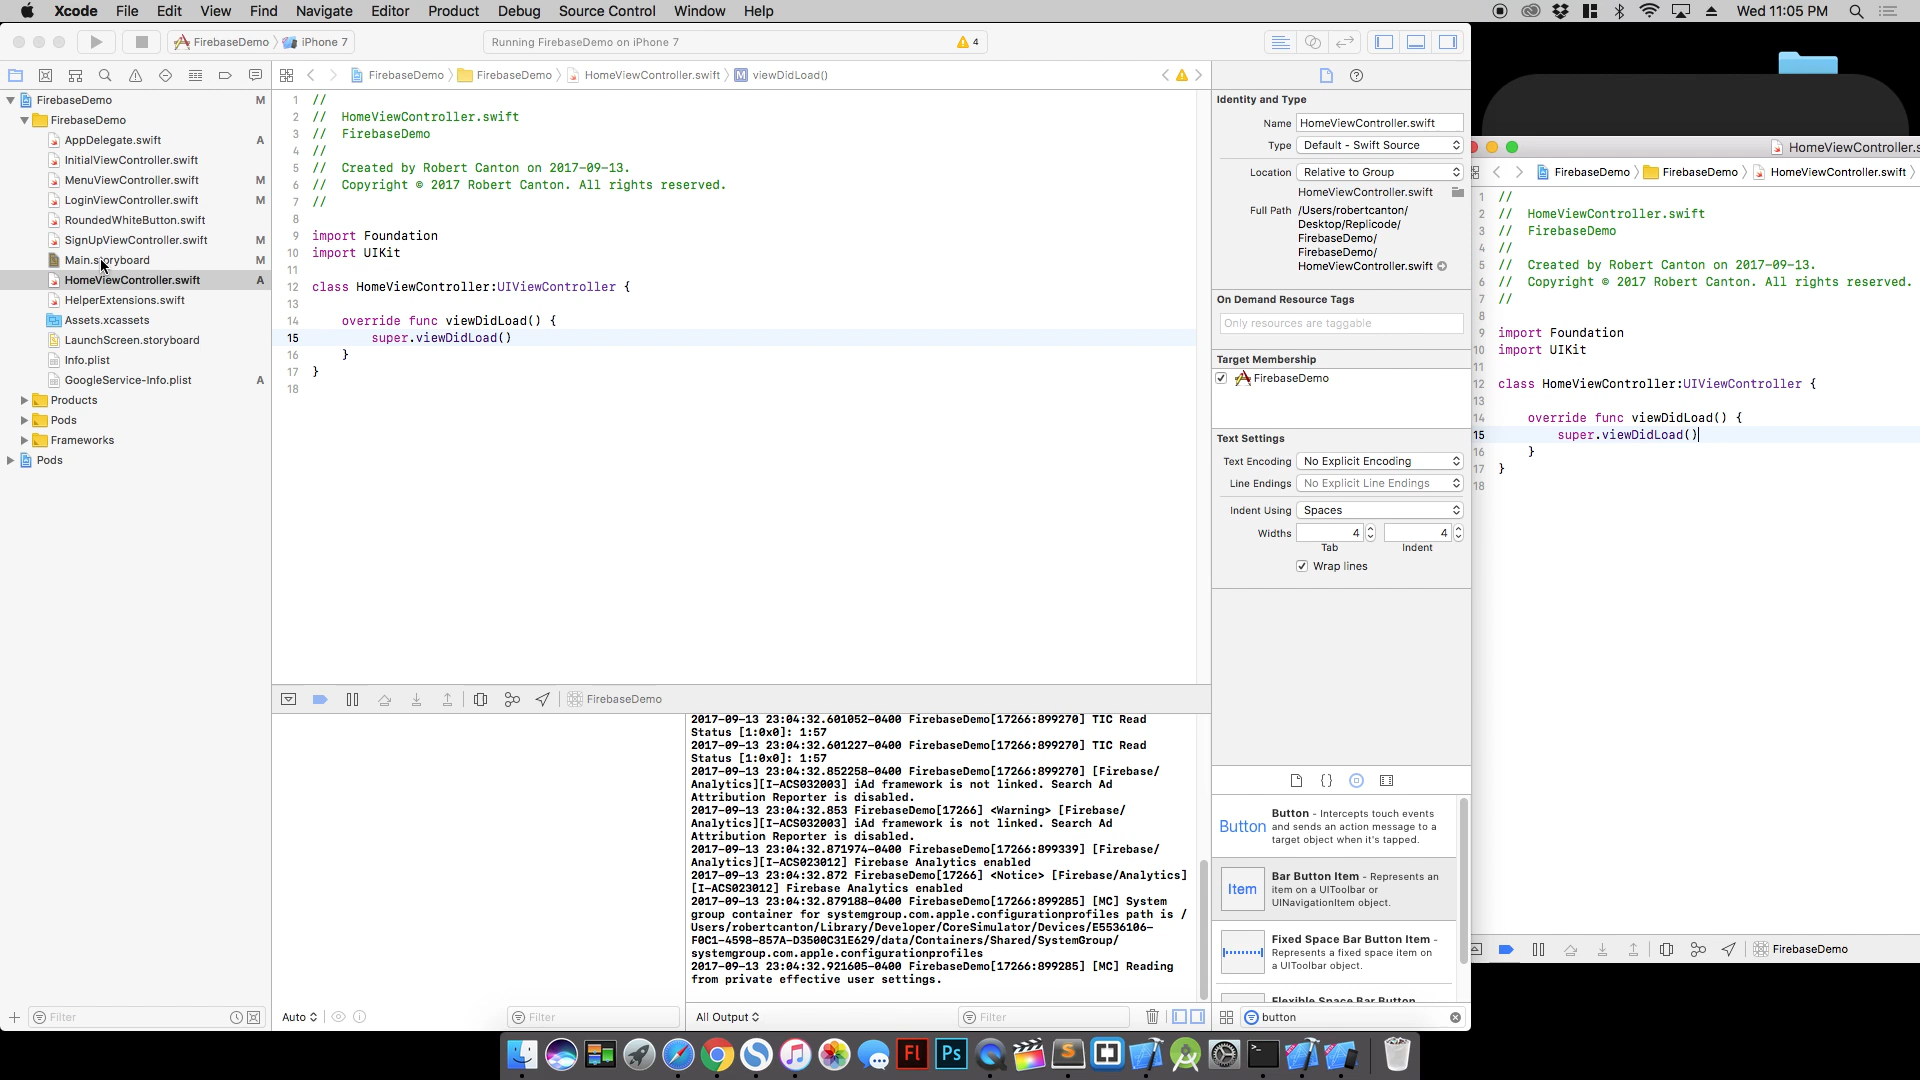 Xcode File Edit View Find Navigate Editor Product Debug Source Control Window Help
Wed 11:05 PM
FirebaseDemo iPhone 7
Running FirebaseDemo on iPhone 7
4
FirebaseDemo FirebaseDemo HomeViewController.swift M viewDidLoad()
FirebaseDemo M
FirebaseDemo
AppDelegate.swift A
InitialViewController.swift
MenuViewController.swift M
LoginViewController.swift M
RoundedWhiteButton.swift
SignUpViewController.swift M
Main.storyboard M
HomeViewController.swift A
HelperExtensions.swift
Assets.xcassets
LaunchScreen.storyboard
Info.plist
GoogleService-Info.plist A
Products
Pods
Frameworks
Pods
Filter
1 //
2 // HomeViewController.swift
3 // FirebaseDemo
4 //
5 // Created by Robert Canton on 2017-09-13.
6 // Copyright © 2017 Robert Canton. All rights reserved.
7 //
8
9 import Foundation
10 import UIKit
11
12 class HomeViewController:UIViewController {
13
14 override func viewDidLoad() {
15 super.viewDidLoad()
16 }
17 }
18
FirebaseDemo
2017-09-13 23:04:32.601052-0400 FirebaseDemo[17266:899270] TIC Read
Status [1:0x0]: 1:57
2017-09-13 23:04:32.601227-0400 FirebaseDemo[17266:899270] TIC Read
Status [1:0x0]: 1:57
2017-09-13 23:04:32.852258-0400 FirebaseDemo[17266:899270] [Firebase/
Analytics][I-ACS032003] iAd framework is not linked. Search Ad
Attribution Reporter is disabled.
2017-09-13 23:04:32.853 FirebaseDemo[17266] <Warning> [Firebase/
Analytics][I-ACS032003] iAd framework is not linked. Search Ad
Attribution Reporter is disabled.
2017-09-13 23:04:32.871974-0400 FirebaseDemo[17266:899339] [Firebase/
Analytics][I-ACS023012] Firebase Analytics enabled
2017-09-13 23:04:32.872 FirebaseDemo[17266] <Notice> [Firebase/Analytics]
[I-ACS023012] Firebase Analytics enabled
2017-09-13 23:04:32.879188-0400 FirebaseDemo[17266:899285] [MC] System
group container for systemgroup.com.apple.configurationprofiles path is /
Users/robertcanton/Library/Developer/CoreSimulator/Devices/E5536106-
F0C1-4598-857A-D3500C31E629/data/Containers/Shared/SystemGroup/
systemgroup.com.apple.configurationprofiles
2017-09-13 23:04:32.921605-0400 FirebaseDemo[17266:899285] [MC] Reading
from private effective user settings.
Auto
Filter
All Output
Filter
Identity and Type
Name HomeViewController.swift
Type Default - Swift Source
Location Relative to Group
HomeViewController.swift
Full Path /Users/robertcanton/
Desktop/Replicode/
FirebaseDemo/
FirebaseDemo/
HomeViewController.swift
On Demand Resource Tags
Only resources are taggable
Target Membership
FirebaseDemo
Text Settings
Text Encoding No Explicit Encoding
Line Endings No Explicit Line Endings
Indent Using Spaces
Widths 4 4
Tab Indent
Wrap lines
Button
Button - Intercepts touch events
and sends an action message to a
target object when it's tapped.
Item
Bar Button Item - Represents an
item on a UIToolbar or
UINavigationItem object.
Fixed Space Bar Button Item -
Represents a fixed space item on
a UIToolbar object.
Flexible Space Bar Button
button
HomeViewController.s
FirebaseDemo FirebaseDemo HomeViewController.swift
1 //
2 // HomeViewController.swift
3 // FirebaseDemo
4 //
5 // Created by Robert Canton on 2017-09-13.
6 // Copyright © 2017 Robert Canton. All rights reserved.
7 //
8
9 import Foundation
10 import UIKit
11
12 class HomeViewController:UIViewController {
13
14 override func viewDidLoad() {
15 super.viewDidLoad()
16 }
17 }
18
FirebaseDemo
Fl Ps